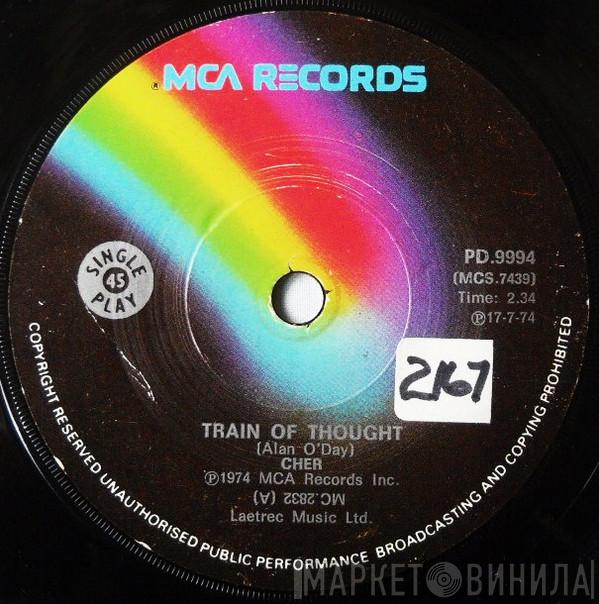 ® MCA RECORDS
SINGLE
45
PLAY
PD.9994
(MCS.7439)
Time: 2.34
℗17-7-74
2167
TRAIN OF THOUGHT
(Alan O'Day)
CHER
℗1974 MCA Records Inc.
MC.2832 (A)
Laetrec Music Ltd.
COPYRIGHT RESERVED UNAUTHORISED PUBLIC PERFORMANCE BROADCASTING AND COPYING PROHIBITED
МАРКЕТ ВИНИЛА